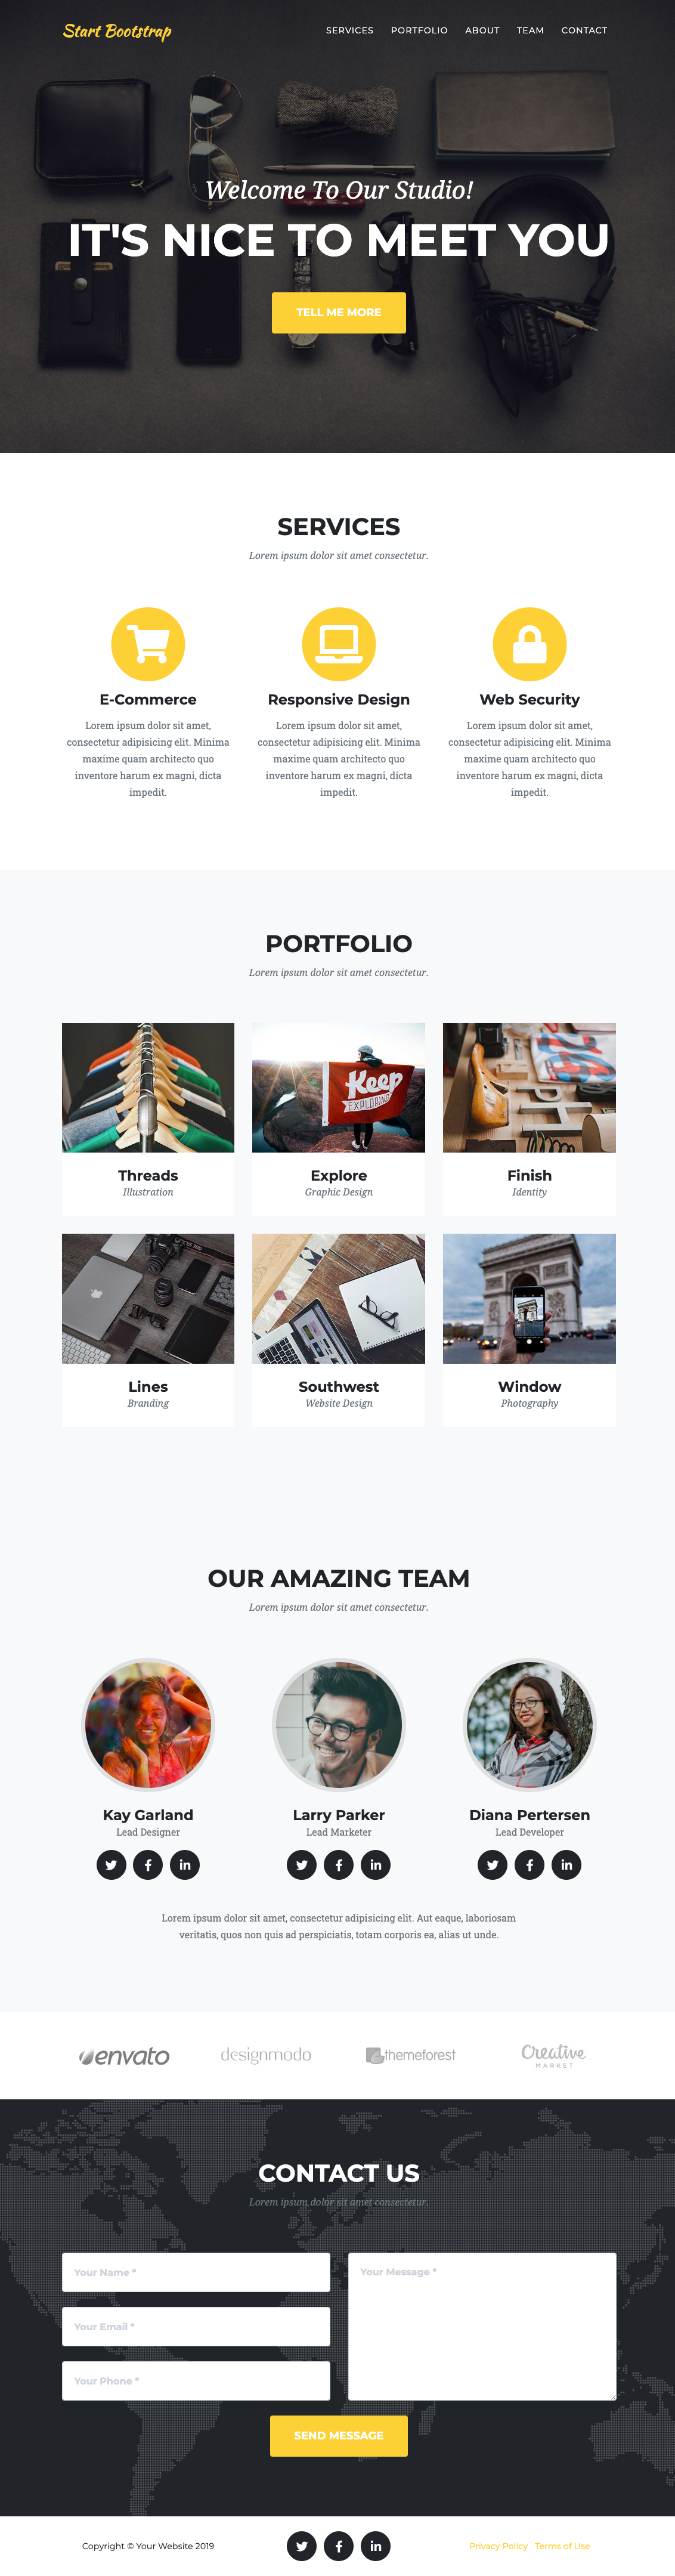 Start Bootstrap
SERVICES PORTFOLIO ABOUT TEAM CONTACT
Welcome To Our Studio!
IT'S NICE TO MEET YOU
TELL ME MORE
SERVICES
Lorem ipsum dolor sit amet consectetur.
E-Commerce
Lorem ipsum dolor sit amet,
consectetur adipisicing elit. Minima
maxime quam architecto quo
inventore harum ex magni, dicta
impedit.
Responsive Design
Lorem ipsum dolor sit amet,
consectetur adipisicing elit. Minima
maxime quam architecto quo
inventore harum ex magni, dicta
impedit.
Web Security
Lorem ipsum dolor sit amet,
consectetur adipisicing elit. Minima
maxime quam architecto quo
inventore harum ex magni, dicta
impedit.
PORTFOLIO
Lorem ipsum dolor sit amet consectetur.
Threads
Illustration
Keep
EXPLORING
Explore
Graphic Design
Finish
Identity
Lines
Branding
Southwest
Website Design
Window
Photography
OUR AMAZING TEAM
Lorem ipsum dolor sit amet consectetur.
Kay Garland
Lead Designer
Larry Parker
Lead Marketer
Diana Pertersen
Lead Developer
Lorem ipsum dolor sit amet, consectetur adipisicing elit. Aut eaque, laboriosam
veritatis, quos non quis ad perspiciatis, totam corporis ea, alias ut unde.
envato
designmodo
themeforest
Creative
MARKET
CONTACT US
Lorem ipsum dolor sit amet consectetur.
Your Name *
Your Email *
Your Phone *
Your Message *
SEND MESSAGE
Copyright © Your Website 2019
Privacy Policy Terms of Use